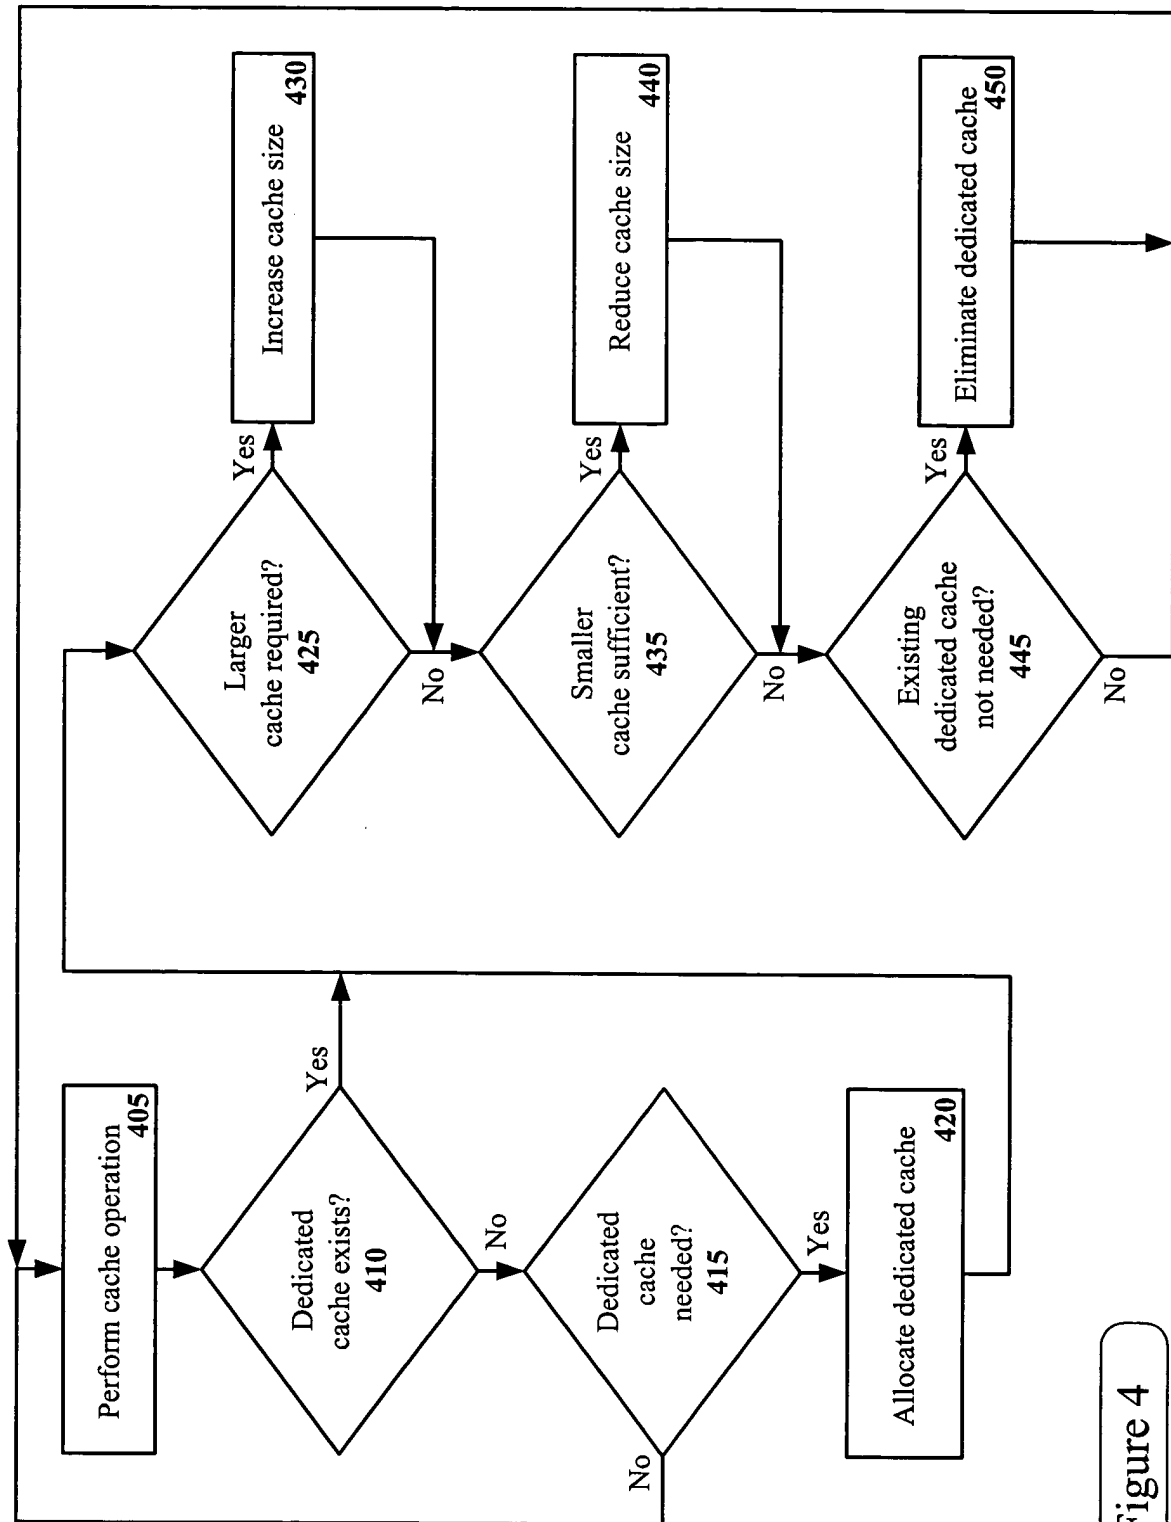 Perform cache operation
405
Dedicated
cache exists?
410
Yes
No
Dedicated
cache
needed?
415
No
Yes
Allocate dedicated cache
420
Larger
cache required?
425
Yes
No
Increase cache size
430
Smaller
cache sufficient?
435
Yes
No
Reduce cache size
440
Existing
dedicated cache
not needed?
445
Yes
No
Eliminate dedicated cache
450
Figure 4